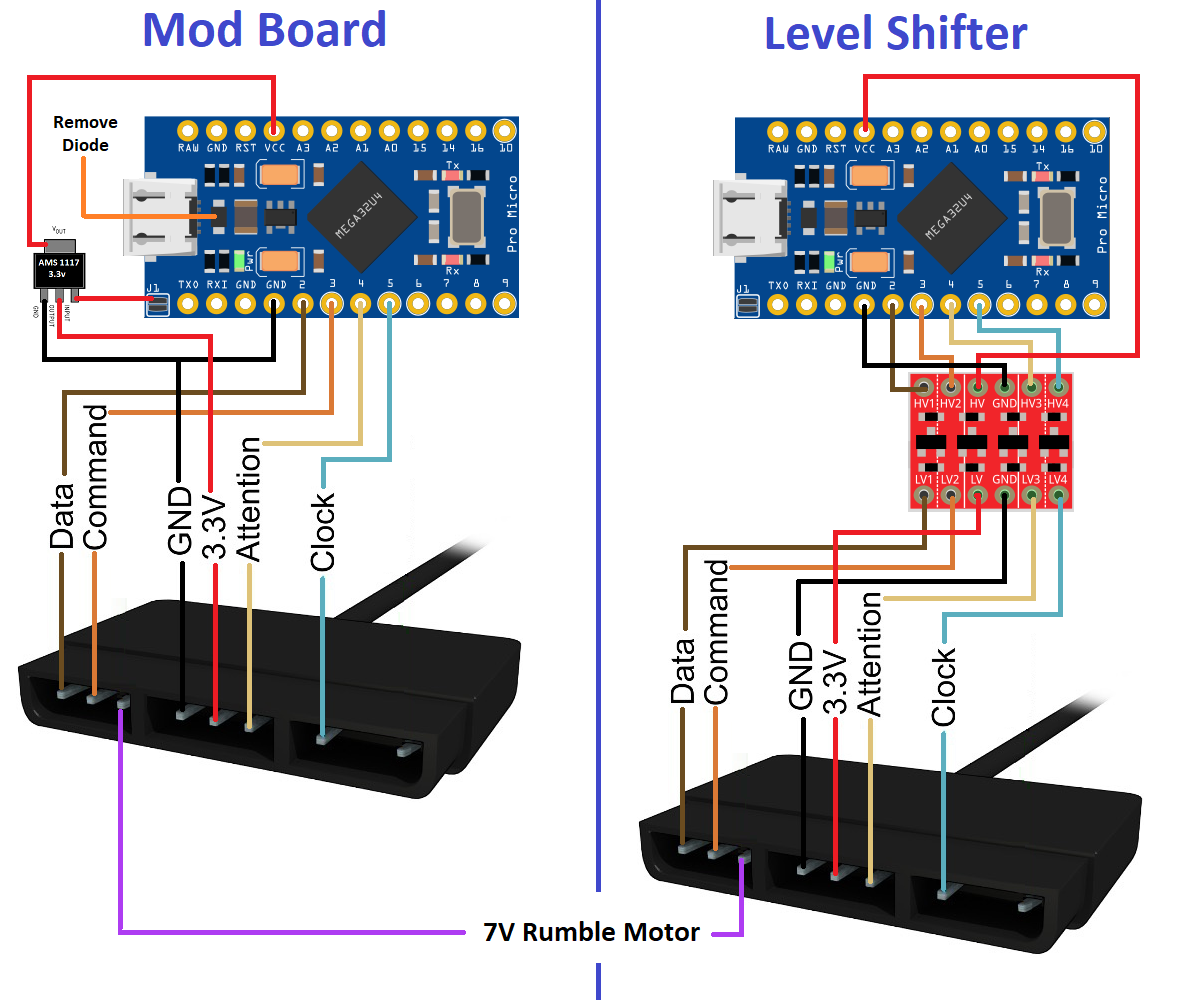 Mod Board
Level Shifter
Remove
Diode
RAW GND RST VCC A3 A2 A1 A0 15 14 16 10
Tx
MEGA32U4
Pro Micro
Pwr
Rx
J1
TXO RXI GND GND 2 3 4 5 6 7 8 9
VOUT
AMS 1117
3.3v
GND
OUTPUT
INPUT
Data
Command
GND
3.3V
Attention
Clock
RAW GND RST VCC A3 A2 A1 A0 15 14 16 10
Tx
MEGA32U4
Pro Micro
Pwr
Rx
J1
TXO RXI GND GND 2 3 4 5 6 7 8 9
HV1 HV2 HV GND HV3 HV4
LV1 LV2 LV GND LV3 LV4
Data
Command
GND
3.3V
Attention
Clock
7V Rumble Motor